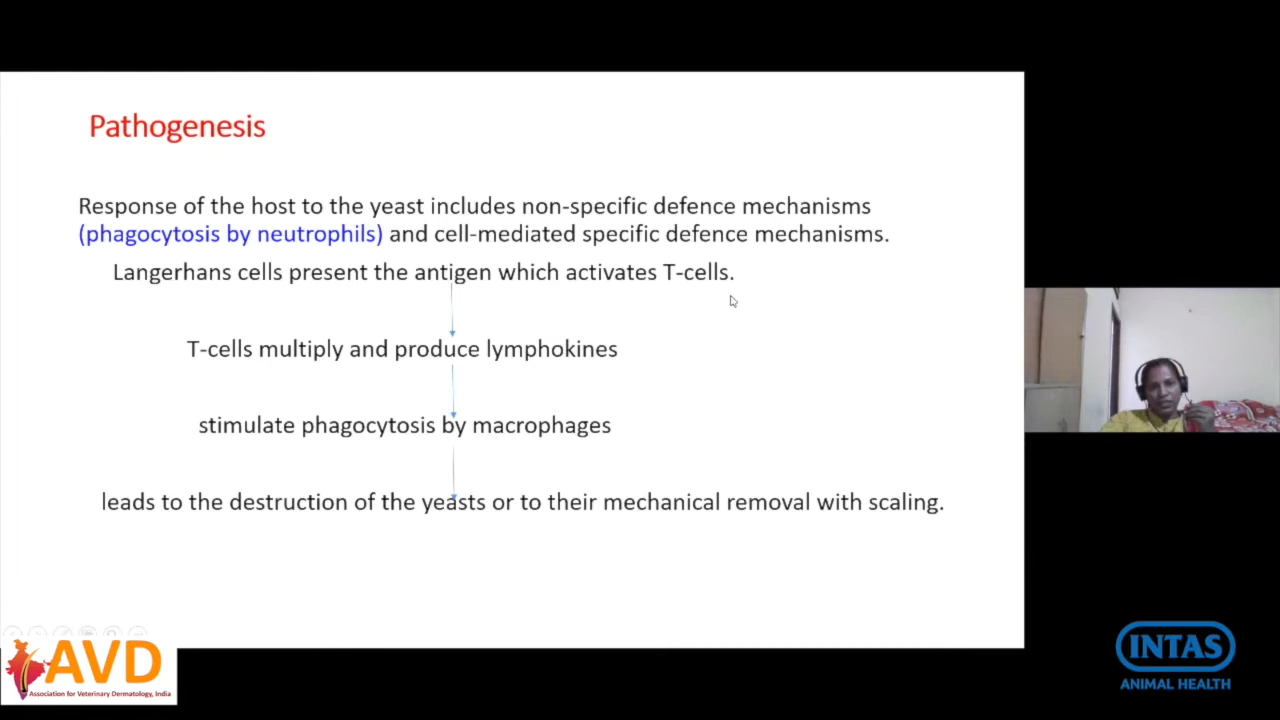 Pathogenesis
Response of the host to the yeast includes non-specific defence mechanisms
(phagocytosis by neutrophils) and cell-mediated specific defence mechanisms.
Langerhans cells present the antigen which activates T-cells.
T-cells multiply and produce lymphokines
stimulate phagocytosis by macrophages
leads to the destruction of the yeasts or to their mechanical removal with scaling.
AVD
Association for Veterinary Dermatology, India
INTAS
ANIMAL HEALTH